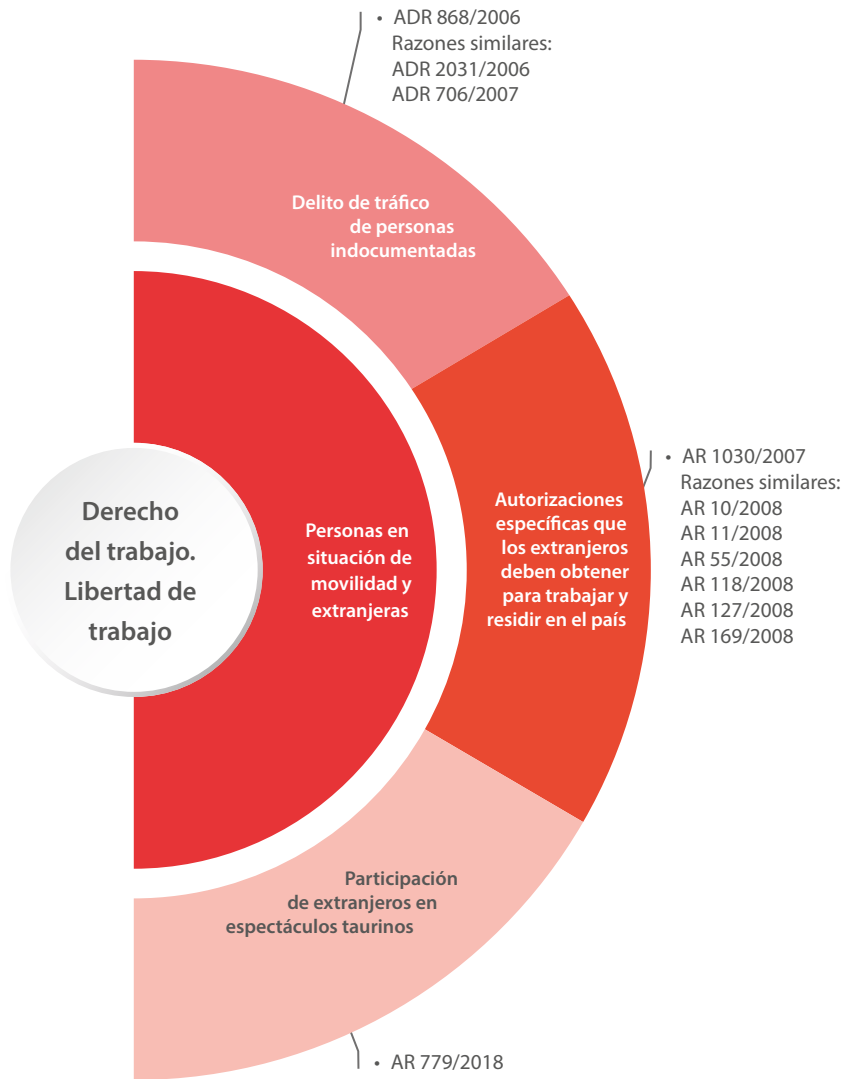 • ADR 868/2006
Razones similares:
ADR 2031/2006
ADR 706/2007
Delito de tráfico
de personas
indocumentadas
Derecho
del trabajo.
Libertad de
trabajo
Personas en
situación de
movilidad y
extranjeras
Autorizaciones
específicas que
los extranjeros
deben obtener
para trabajar y
residir en el país
• AR 1030/2007
Razones similares:
AR 10/2008
AR 11/2008
AR 55/2008
AR 118/2008
AR 127/2008
AR 169/2008
Participación
de extranjeros en
espectáculos taurinos
• AR 779/2018